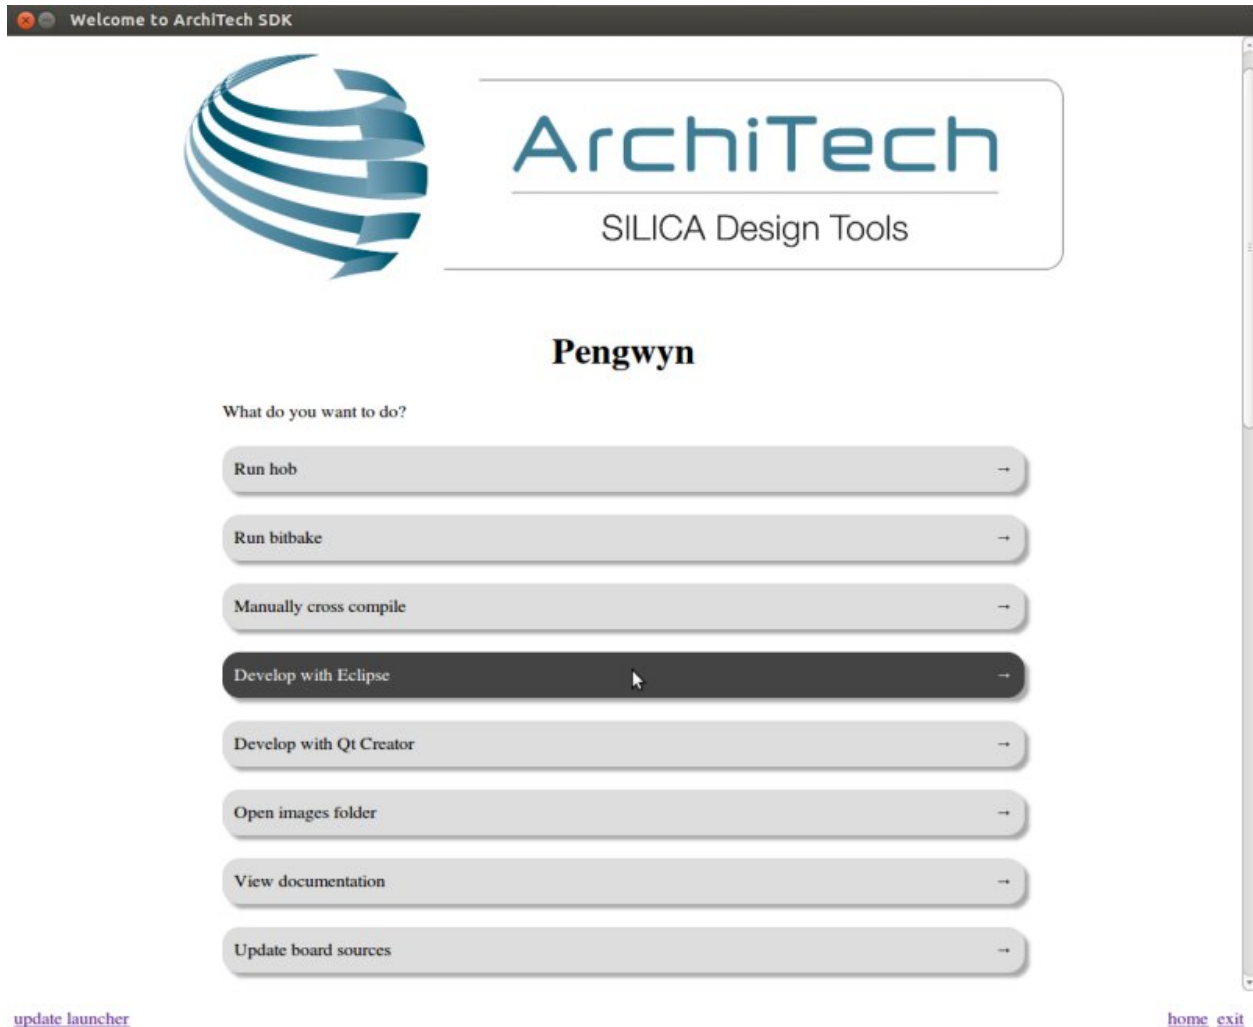 Welcome to ArchiTech SDK
ArchiTech
SILICA Design Tools
Pengwyn
What do you want to do?
Run hob →
Run bitbake →
Manually cross compile →
Develop with Eclipse →
Develop with Qt Creator →
Open images folder →
View documentation →
Update board sources →
update launcher home exit